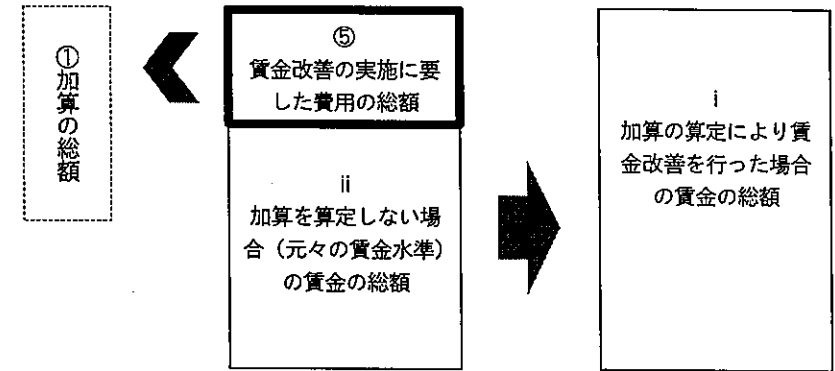 ①加算の総額
⑤
賃金改善の実施に要
した費用の総額
ⅱ
加算を算定しない場
合（元々の賃金水準）
の賃金の総額
ⅰ
加算の算定により賃
金改善を行った場合
の賃金の総額